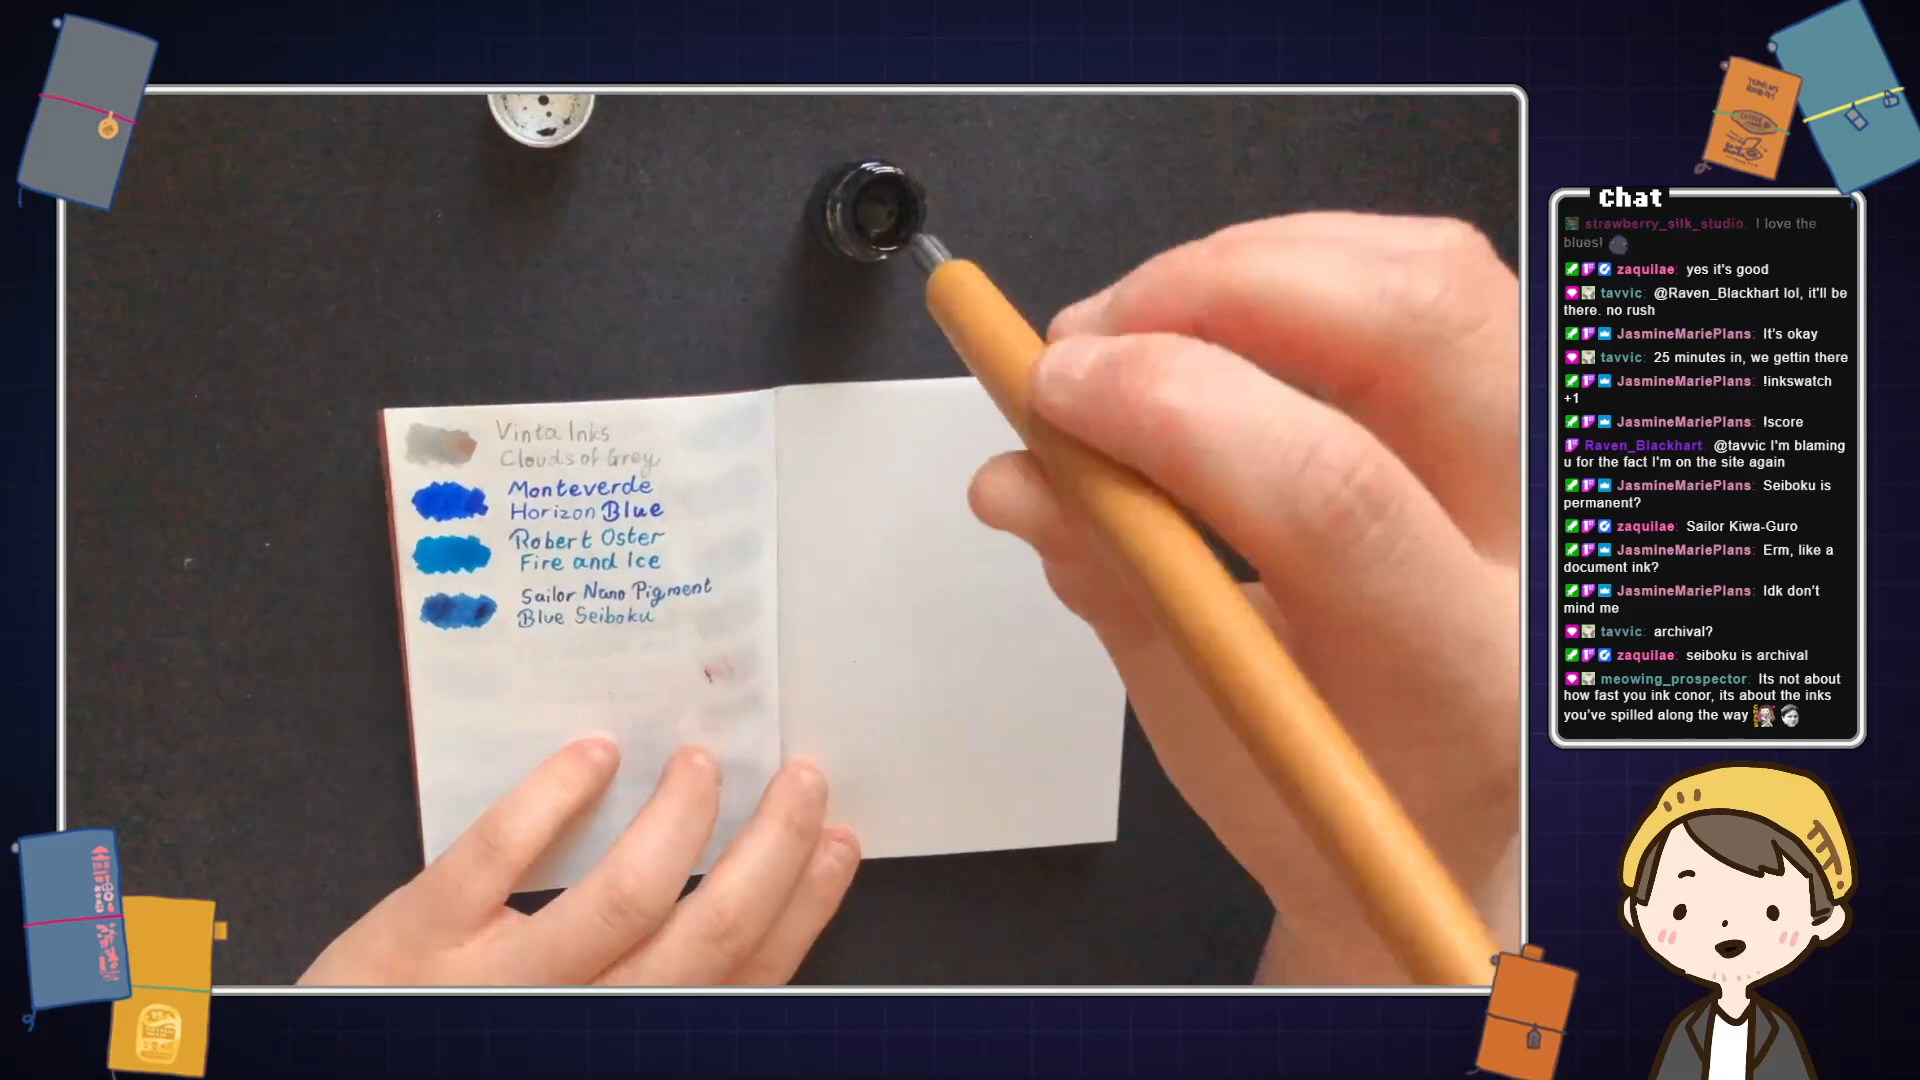 Vinta Inks
Clouds of Grey
Monteverde
Horizon Blue
Robert Oster
Fire and Ice
Sailor Nano Pigment
Blue Seiboku
chat
strawberry_silk_studio: I love the
blues!
zaquilae: yes it's good
tavvic: @Raven_Blackhart lol, it'll be
there. no rush
JasmineMariePlans: It's okay
tavvic: 25 minutes in, we gettin there
JasmineMariePlans: !inkswatch
+1
JasmineMariePlans: !score
Raven_Blackhart: @tavvic I'm blaming
u for the fact I'm on the site again
JasmineMariePlans: Seiboku is
permanent?
zaquilae: Sailor Kiwa-Guro
JasmineMariePlans: Erm, like a
document ink?
JasmineMariePlans: Idk don't
mind me
tavvic: archival?
zaquilae: seiboku is archival
meowing_prospector: Its not about
how fast you ink conor, its about the inks
you've spilled along the way